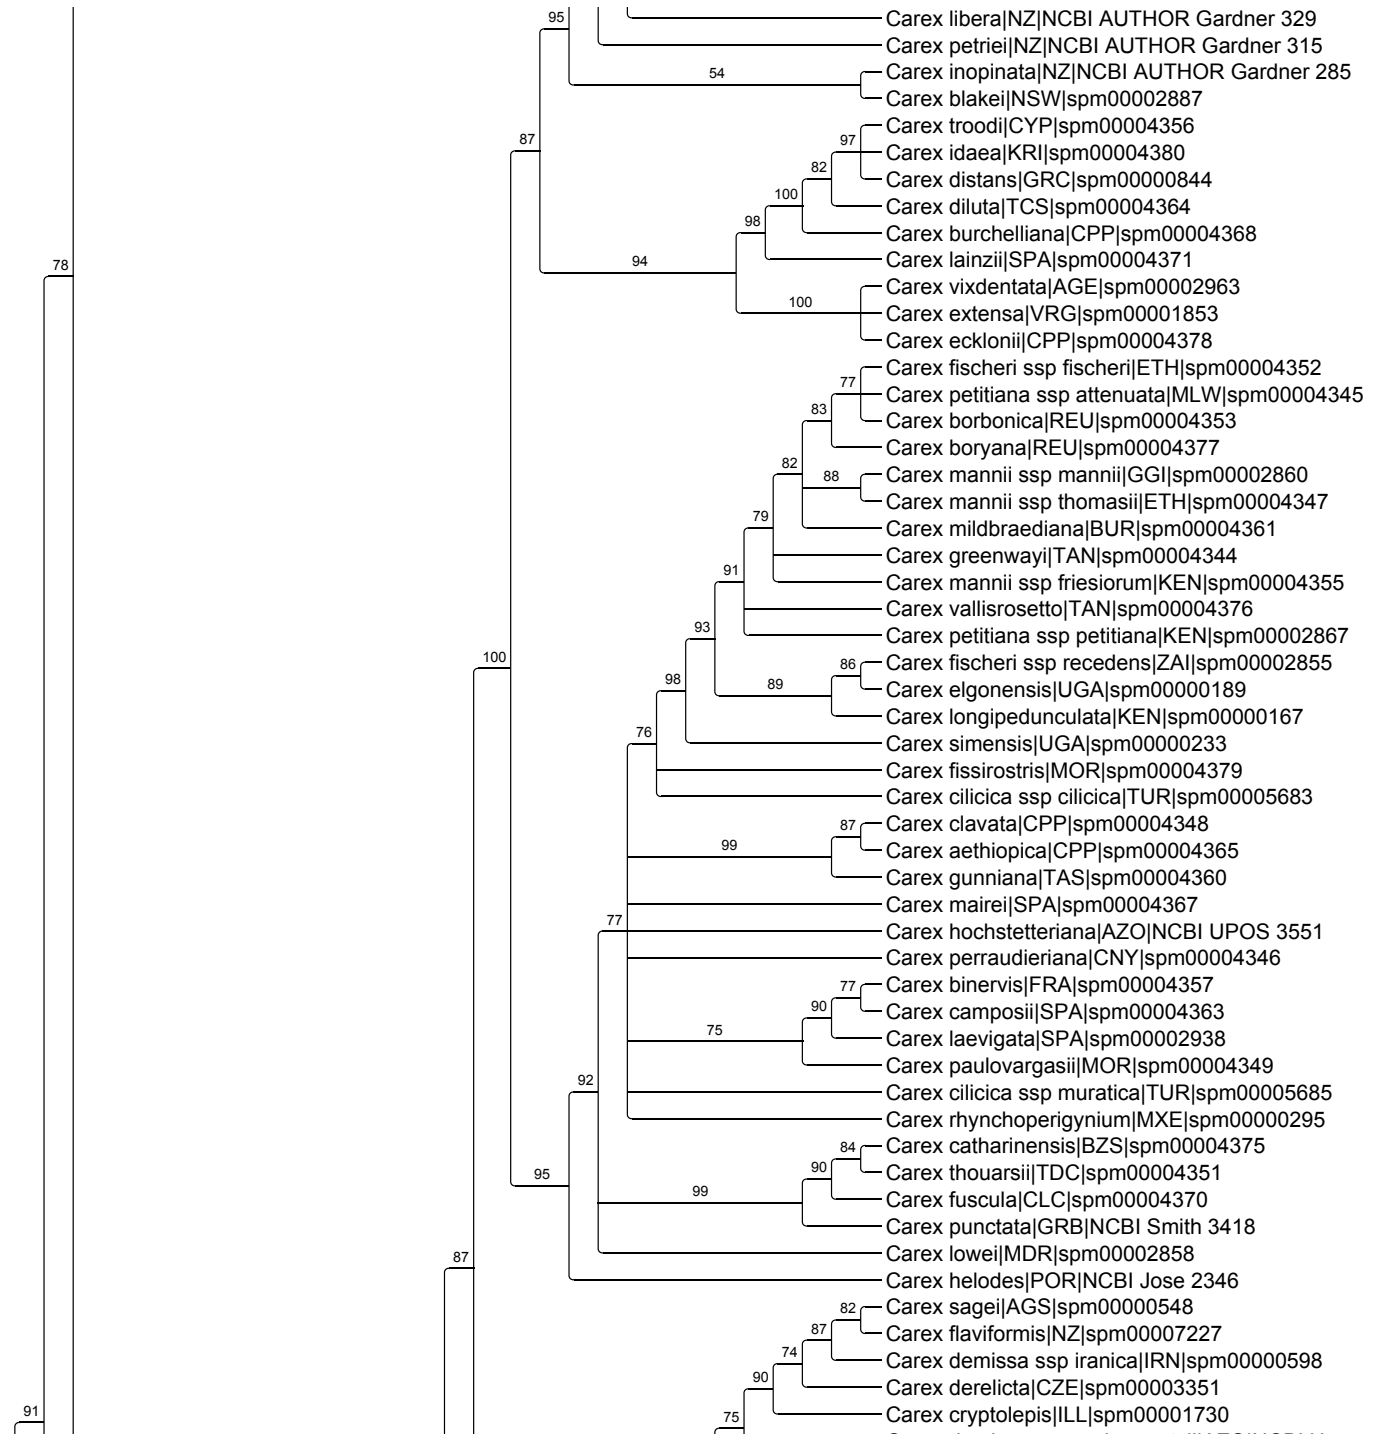 95
Carex libera|NZ|NCBI AUTHOR Gardner 329
Carex petriei|NZ|NCBI AUTHOR Gardner 315
54
Carex inopinata|NZ|NCBI AUTHOR Gardner 285
Carex blakei|NSW|spm00002887
87
Carex troodi|CYP|spm00004356
97
Carex idaea|KRI|spm00004380
82
Carex distans|GRC|spm00000844
100
Carex diluta|TCS|spm00004364
98
Carex burchelliana|CPP|spm00004368
94
Carex lainzii|SPA|spm00004371
78
Carex vixdentata|AGE|spm00002963
100
Carex extensa|VRG|spm00001853
Carex ecklonii|CPP|spm00004378
Carex fischeri ssp fischeri|ETH|spm00004352
77
Carex petitiana ssp attenuata|MLW|spm00004345
83
Carex borbonica|REU|spm00004353
Carex boryana|REU|spm00004377
82
88
Carex mannii ssp mannii|GGI|spm00002860
Carex mannii ssp thomasii|ETH|spm00004347
79
Carex mildbraediana|BUR|spm00004361
Carex greenwayi|TAN|spm00004344
91
Carex mannii ssp friesiorum|KEN|spm00004355
Carex vallisrosetto|TAN|spm00004376
93
Carex petitiana ssp petitiana|KEN|spm00002867
100
86
Carex fischeri ssp recedens|ZAI|spm00002855
98
89
Carex elgonensis|UGA|spm00000189
Carex longipedunculata|KEN|spm00000167
76
Carex simensis|UGA|spm00000233
Carex fissirostris|MOR|spm00004379
Carex cilicica ssp cilicica|TUR|spm00005683
87
Carex clavata|CPP|spm00004348
99
Carex aethiopica|CPP|spm00004365
Carex gunniana|TAS|spm00004360
Carex mairei|SPA|spm00004367
77
Carex hochstetteriana|AZO|NCBI UPOS 3551
Carex perraudieriana|CNY|spm00004346
77
Carex binervis|FRA|spm00004357
90
Carex camposii|SPA|spm00004363
75
Carex laevigata|SPA|spm00002938
Carex paulovargasii|MOR|spm00004349
92
Carex cilicica ssp muratica|TUR|spm00005685
Carex rhynchoperigynium|MXE|spm00000295
84
Carex catharinensis|BZS|spm00004375
95
90
Carex thouarsii|TDC|spm00004351
99
Carex fuscula|CLC|spm00004370
Carex punctata|GRB|NCBI Smith 3418
87
Carex lowei|MDR|spm00002858
Carex helodes|POR|NCBI Jose 2346
82
Carex sagei|AGS|spm00000548
87
Carex flaviformis|NZ|spm00007227
74
Carex demissa ssp iranica|IRN|spm00000598
90
Carex derelicta|CZE|spm00003351
91
75
Carex cryptolepis|ILL|spm00001730